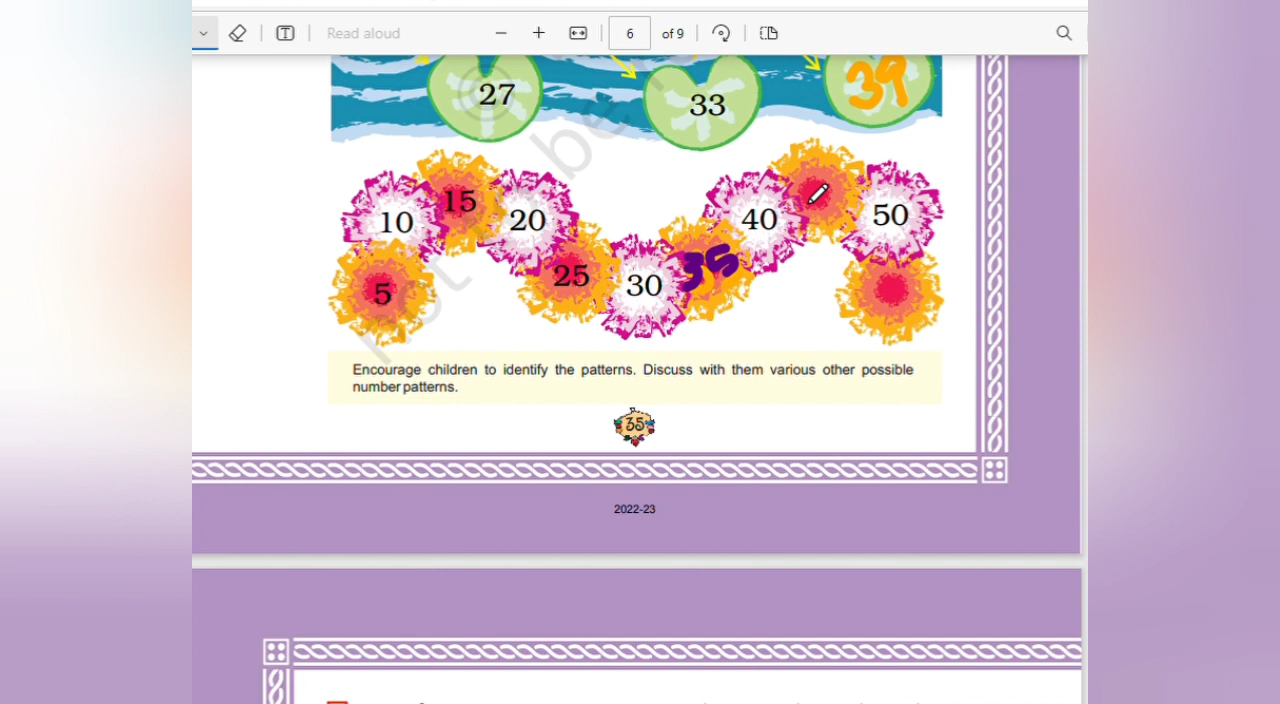 Read aloud
6 of 9
27 33 39
10 15 20 25 30 35 40 50
5
Encourage children to identify the patterns. Discuss with them various other possible
number patterns.
35
2022-23